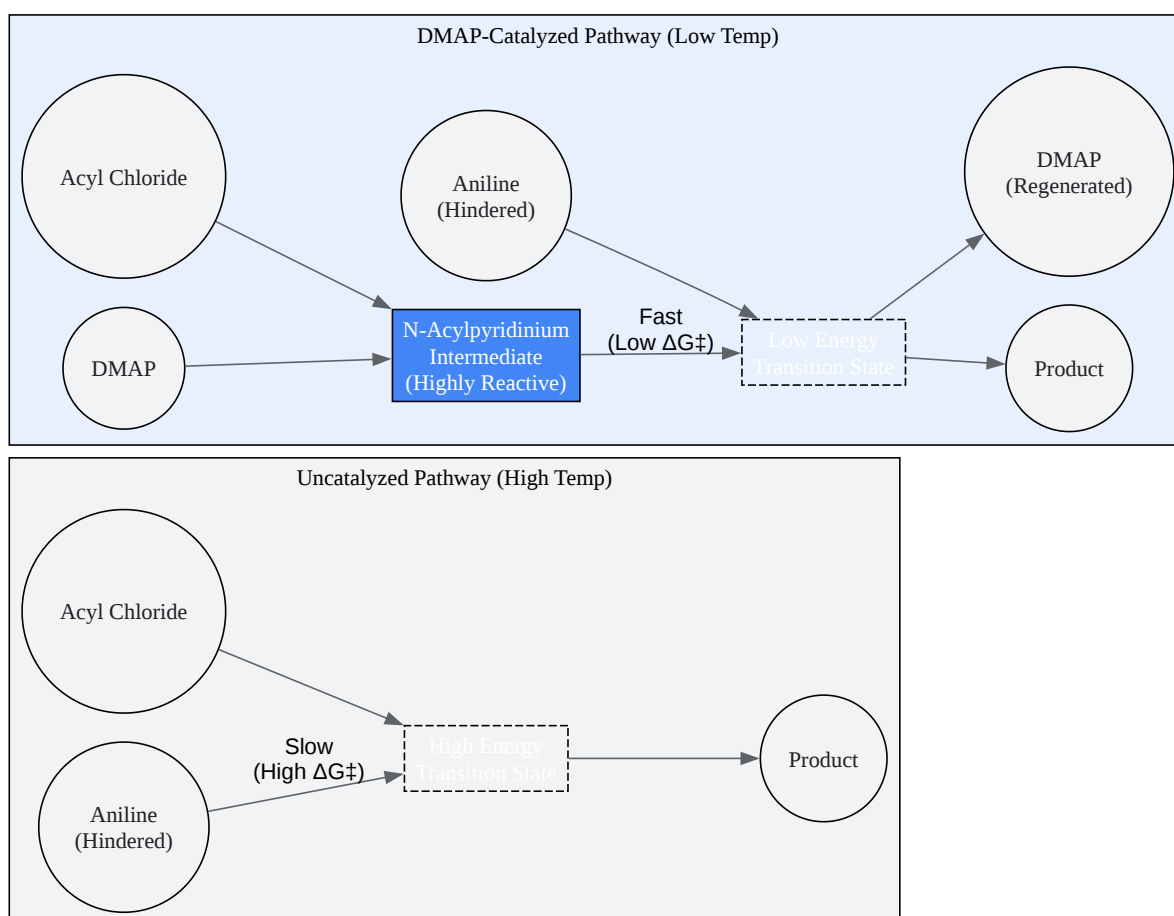 DMAP-Catalyzed Pathway (Low Temp)
Acyl Chloride
Aniline
(Hindered)
DMAP
(Regenerated)
DMAP
N-Acylpyridinium
Intermediate
(Highly Reactive)
Fast
(Low ΔG‡)
Low Energy
Transition State
Product
Uncatalyzed Pathway (High Temp)
Acyl Chloride
Slow
(High ΔG‡)
High Energy
Transition State
Product
Aniline
(Hindered)